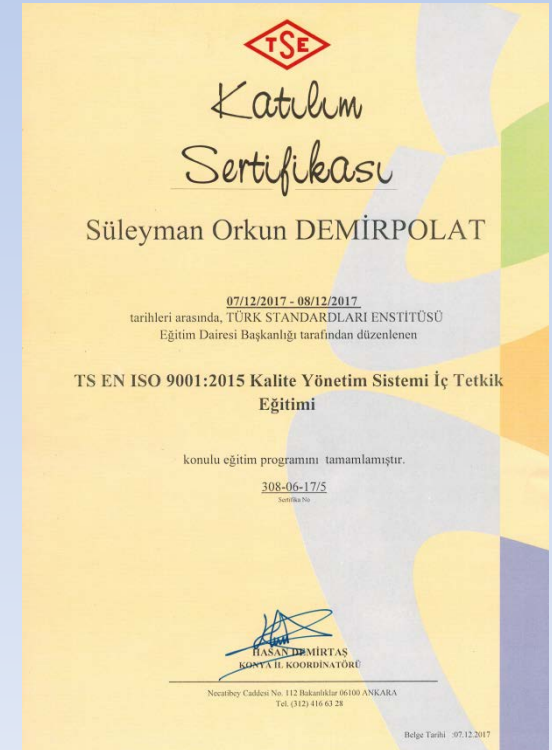 TSE
Katılım
Sertifikası
Süleyman Orkun DEMİRPOLAT
07/12/2017 - 08/12/2017
tarihleri arasında, TÜRK STANDARDLARI ENSTİTÜSÜ
Eğitim Dairesi Başkanlığı tarafından düzenlenen
TS EN ISO 9001:2015 Kalite Yönetim Sistemi İç Tetkik
Eğitimi
konulu eğitim programını tamamlamıştır.
308-06-17/5
Sertifika No
HASAN DEMİRTAŞ
KONYA İL KOORDİNATÖRÜ
Necatibey Caddesi No. 112 Bakanlıklar 06100 ANKARA
Tel. (312) 416 63 28
Belge Tarihi :07.12.2017